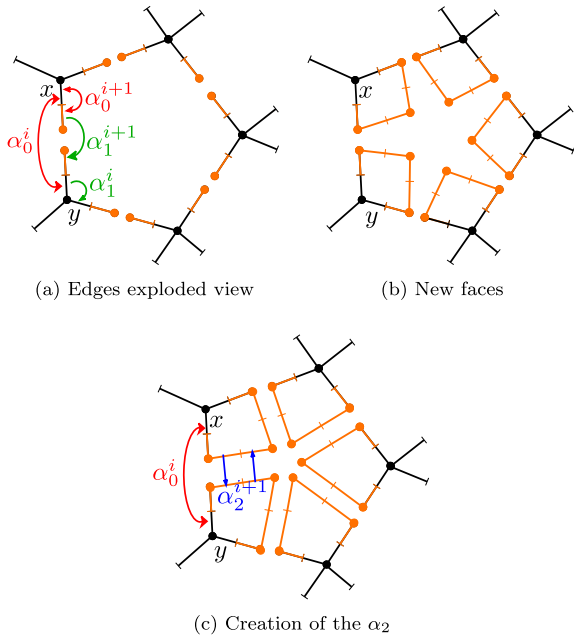 x
α₀ⁱ⁺¹
α₀ⁱ
α₁ⁱ⁺¹
α₁ⁱ
y
x
y
(a) Edges exploded view
(b) New faces
x
α₀ⁱ
α₂ⁱ⁺¹
y
(c) Creation of the α₂